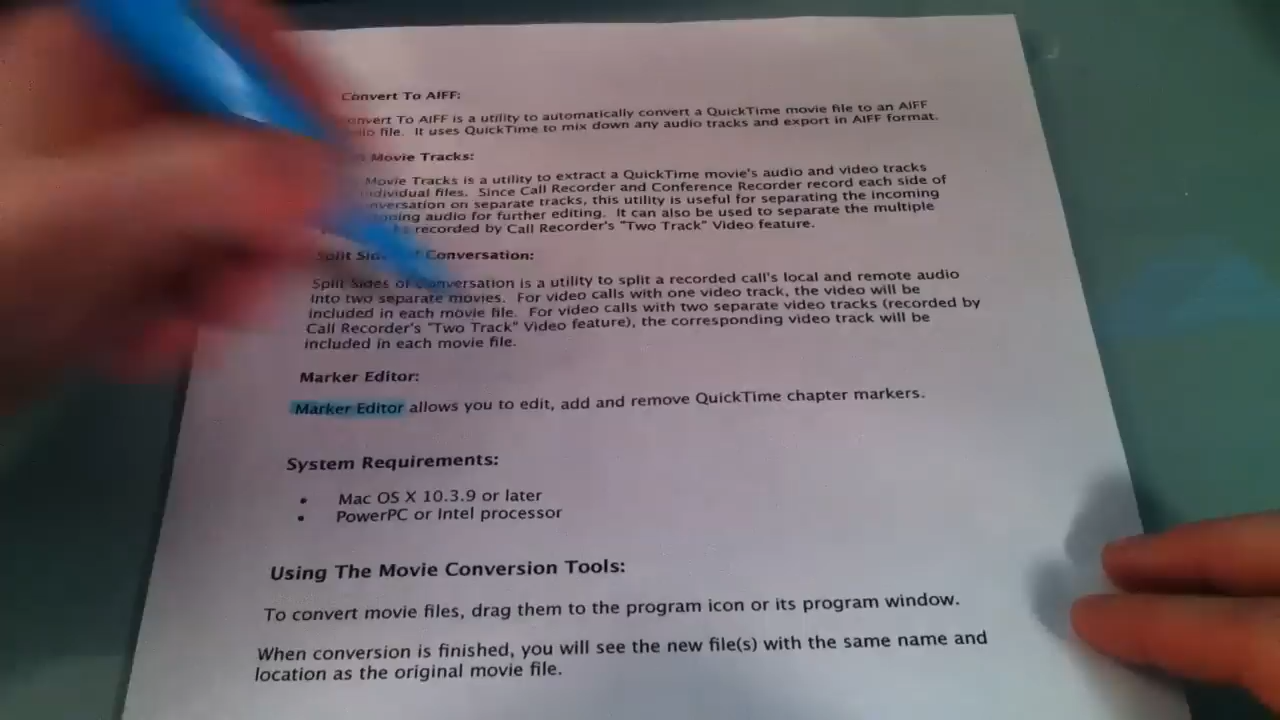 Convert To AIFF:
Convert To AIFF is a utility to automatically convert a QuickTime movie file to an AIFF
file. It uses QuickTime to mix down any audio tracks and export in AIFF format.
Movie Tracks:
Movie Tracks is a utility to extract a QuickTime movie's audio and video tracks
individual files. Since Call Recorder and Conference Recorder record each side of
conversation on separate tracks, this utility is useful for separating the incoming
audio for further editing. It can also be used to separate the multiple
recorded by Call Recorder's "Two Track" Video feature.
Split Sides of Conversation:
Split Sides of Conversation is a utility to split a recorded call's local and remote audio
into two separate movies. For video calls with one video track, the video will be
included in each movie file. For video calls with two separate video tracks (recorded by
Call Recorder's "Two Track" Video feature), the corresponding video track will be
included in each movie file.
Marker Editor:
Marker Editor allows you to edit, add and remove QuickTime chapter markers.
System Requirements:
• Mac OS X 10.3.9 or later
• PowerPC or Intel processor
Using The Movie Conversion Tools:
To convert movie files, drag them to the program icon or its program window.
When conversion is finished, you will see the new file(s) with the same name and
location as the original movie file.